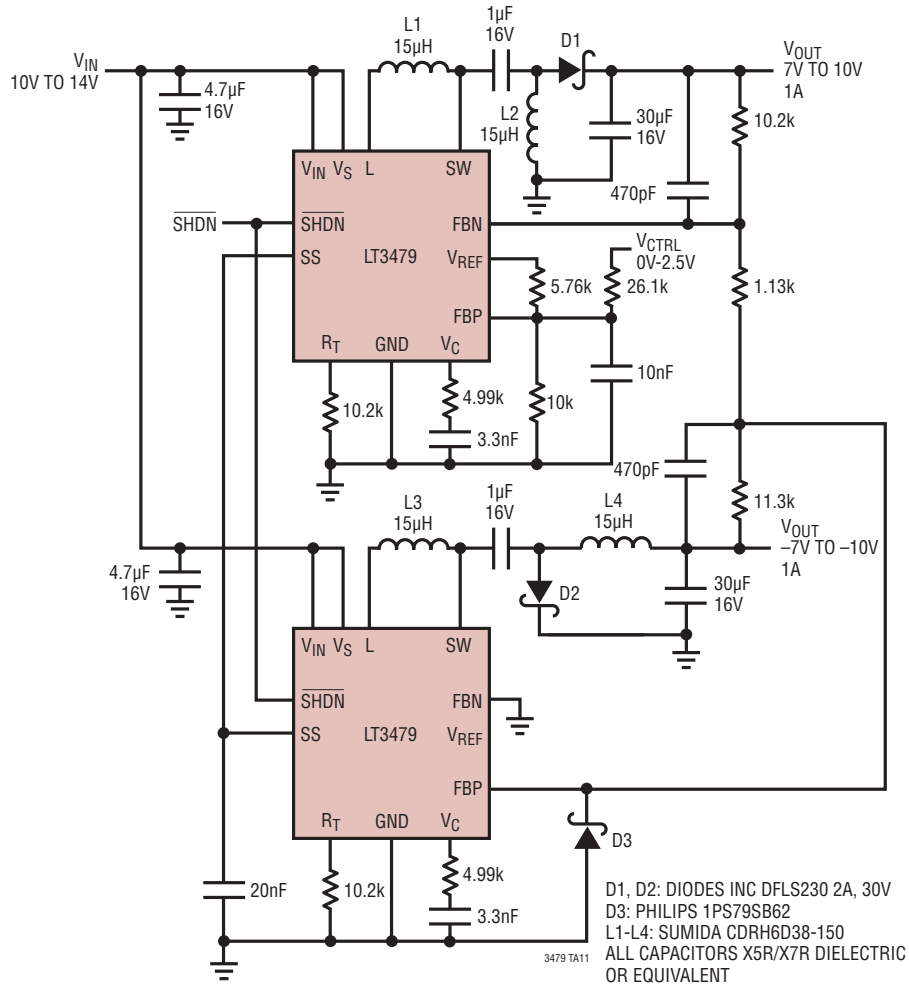 VIN
10V TO 14V
4.7µF
16V
L1
15µH
1µF
16V
D1
L2
15µH
30µF
16V
VOUT
7V TO 10V
1A
10.2k
470pF
VIN VS L SW
SHDN SHDN FBN
SS LT3479 VREF
FBP
RT GND VC
5.76k
VCTRL
0V-2.5V
26.1k
1.13k
10nF
10k
10.2k
4.99k
3.3nF
470pF
11.3k
VOUT
–7V TO –10V
1A
4.7µF
16V
L3
15µH
1µF
16V
L4
15µH
D2
30µF
16V
VIN VS L SW
SHDN FBN
SS LT3479 VREF
FBP
RT GND VC
D3
20nF
10.2k
4.99k
3.3nF
3479 TA11
D1, D2: DIODES INC DFLS230 2A, 30V
D3: PHILIPS 1PS79SB62
L1-L4: SUMIDA CDRH6D38-150
ALL CAPACITORS X5R/X7R DIELECTRIC
OR EQUIVALENT